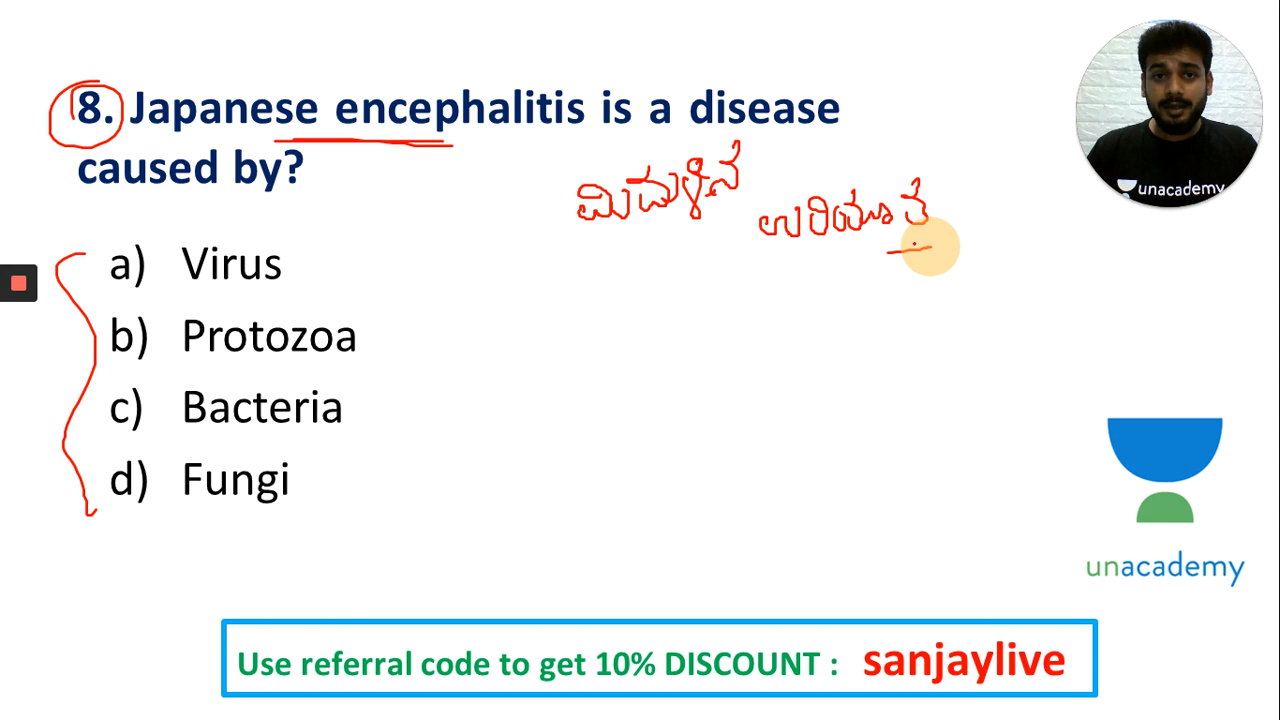 8. Japanese encephalitis is a disease
caused by?
ಮಿದುಳಿನ
ಉರಿಯೂತ
a) Virus
b) Protozoa
c) Bacteria
d) Fungi
unacademy
unacademy
Use referral code to get 10% DISCOUNT : sanjaylive